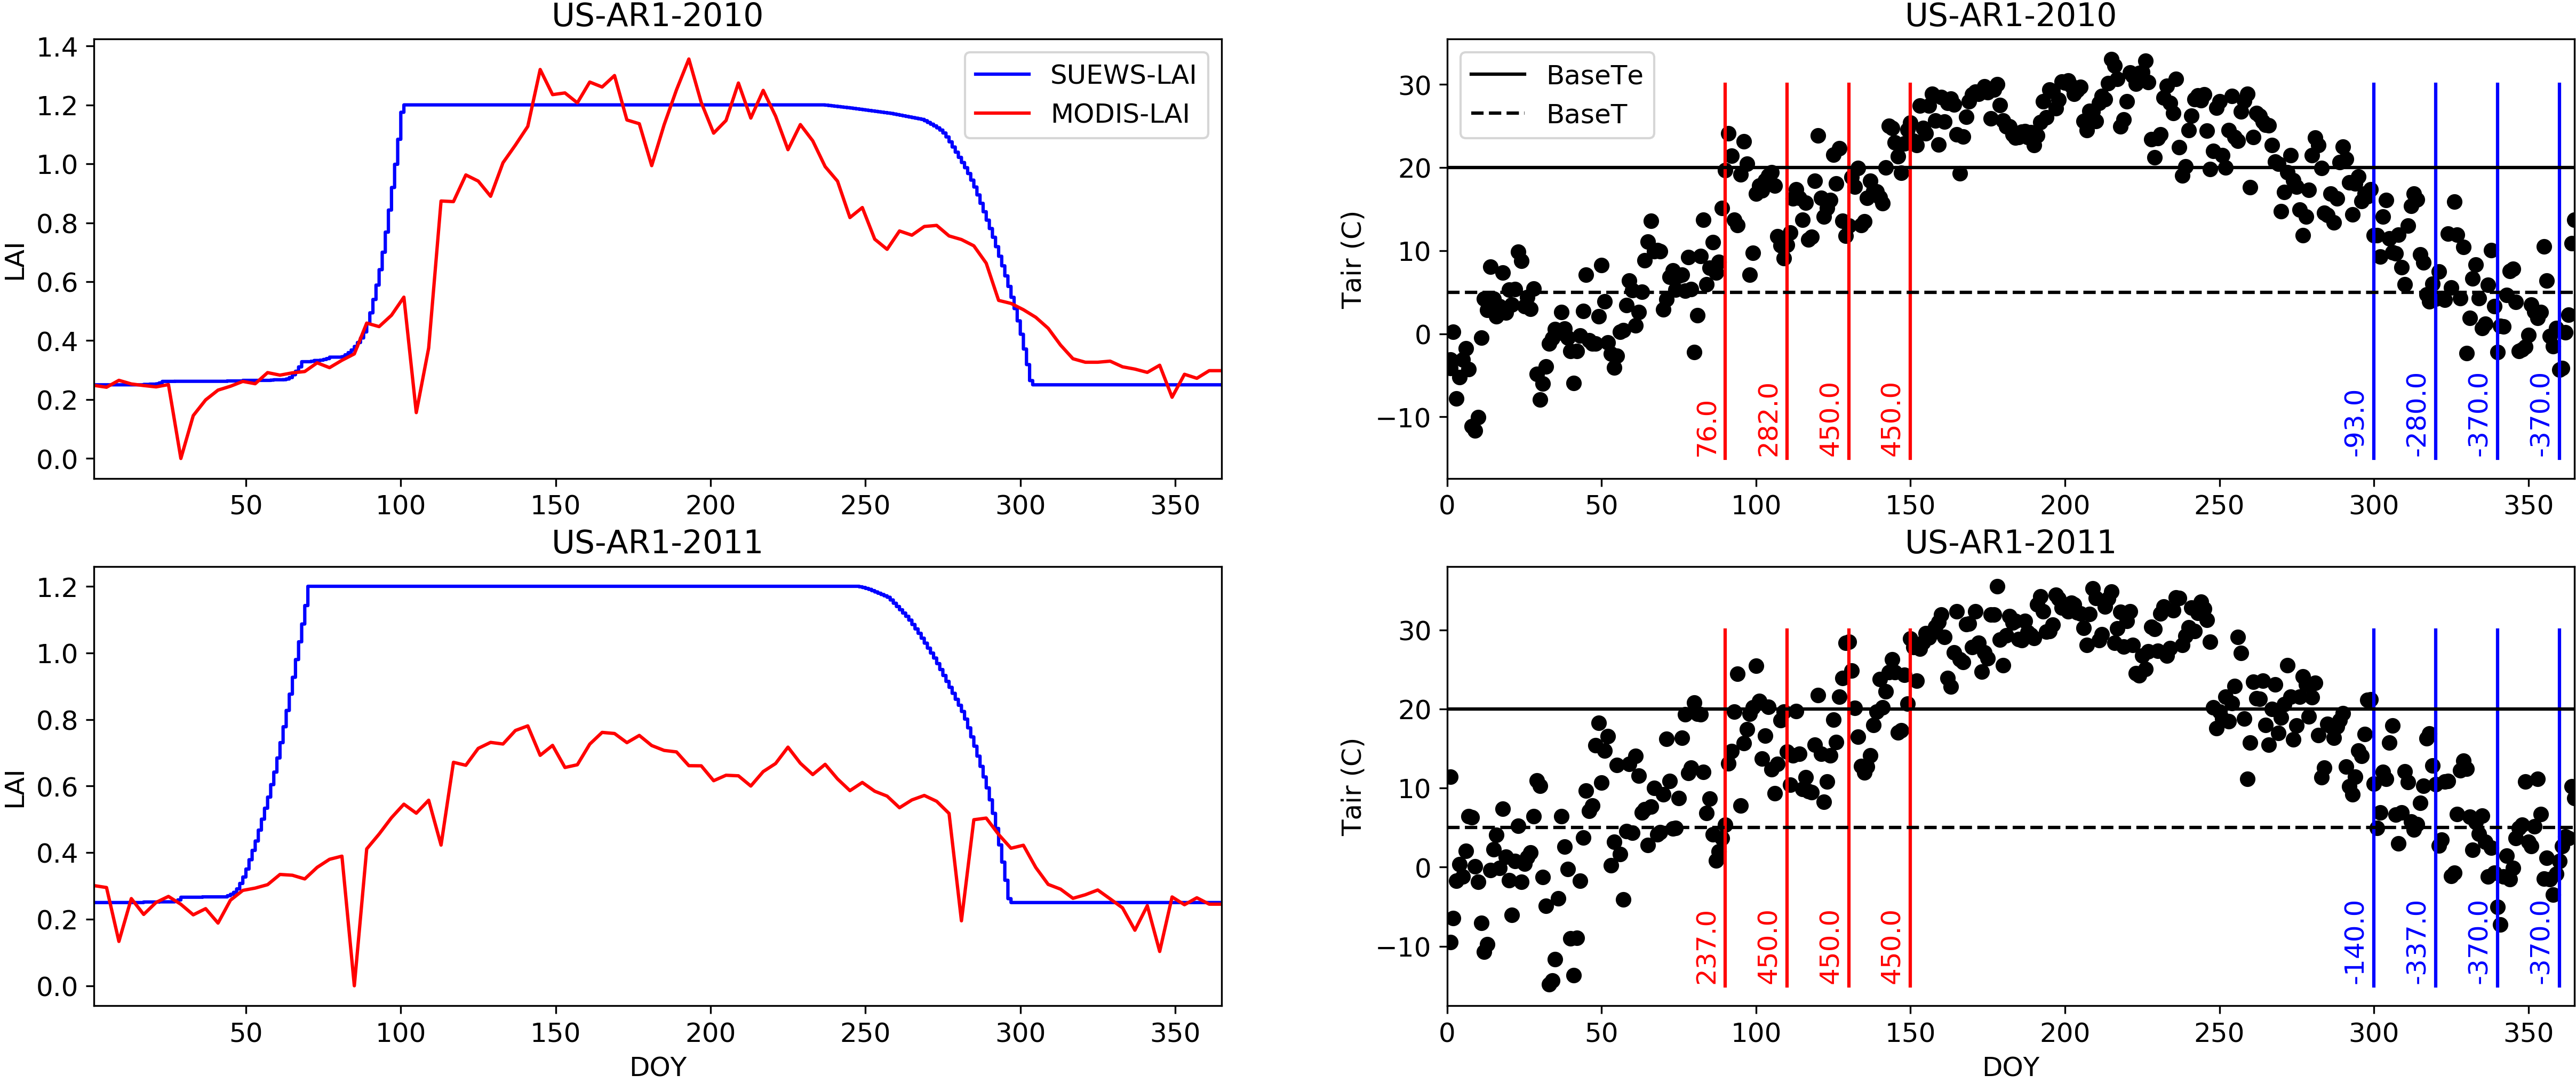 US-AR1-2010
1.4
1.2
1.0
0.8
0.6
0.4
0.2
0.0
LAI
SUEWS-LAI
MODIS-LAI
50 100 150 200 250 300 350
US-AR1-2010
30
20
10
0
−10
Tair (C)
BaseTe
BaseT
76.0 282.0 450.0 450.0 -93.0 -280.0 -370.0 -370.0
0 50 100 150 200 250 300 350
US-AR1-2011
1.2
1.0
0.8
0.6
0.4
0.2
0.0
LAI
50 100 150 200 250 300 350
DOY
US-AR1-2011
30
20
10
0
−10
Tair (C)
237.0 450.0 450.0 450.0 -140.0 -337.0 -370.0 -370.0
0 50 100 150 200 250 300 350
DOY